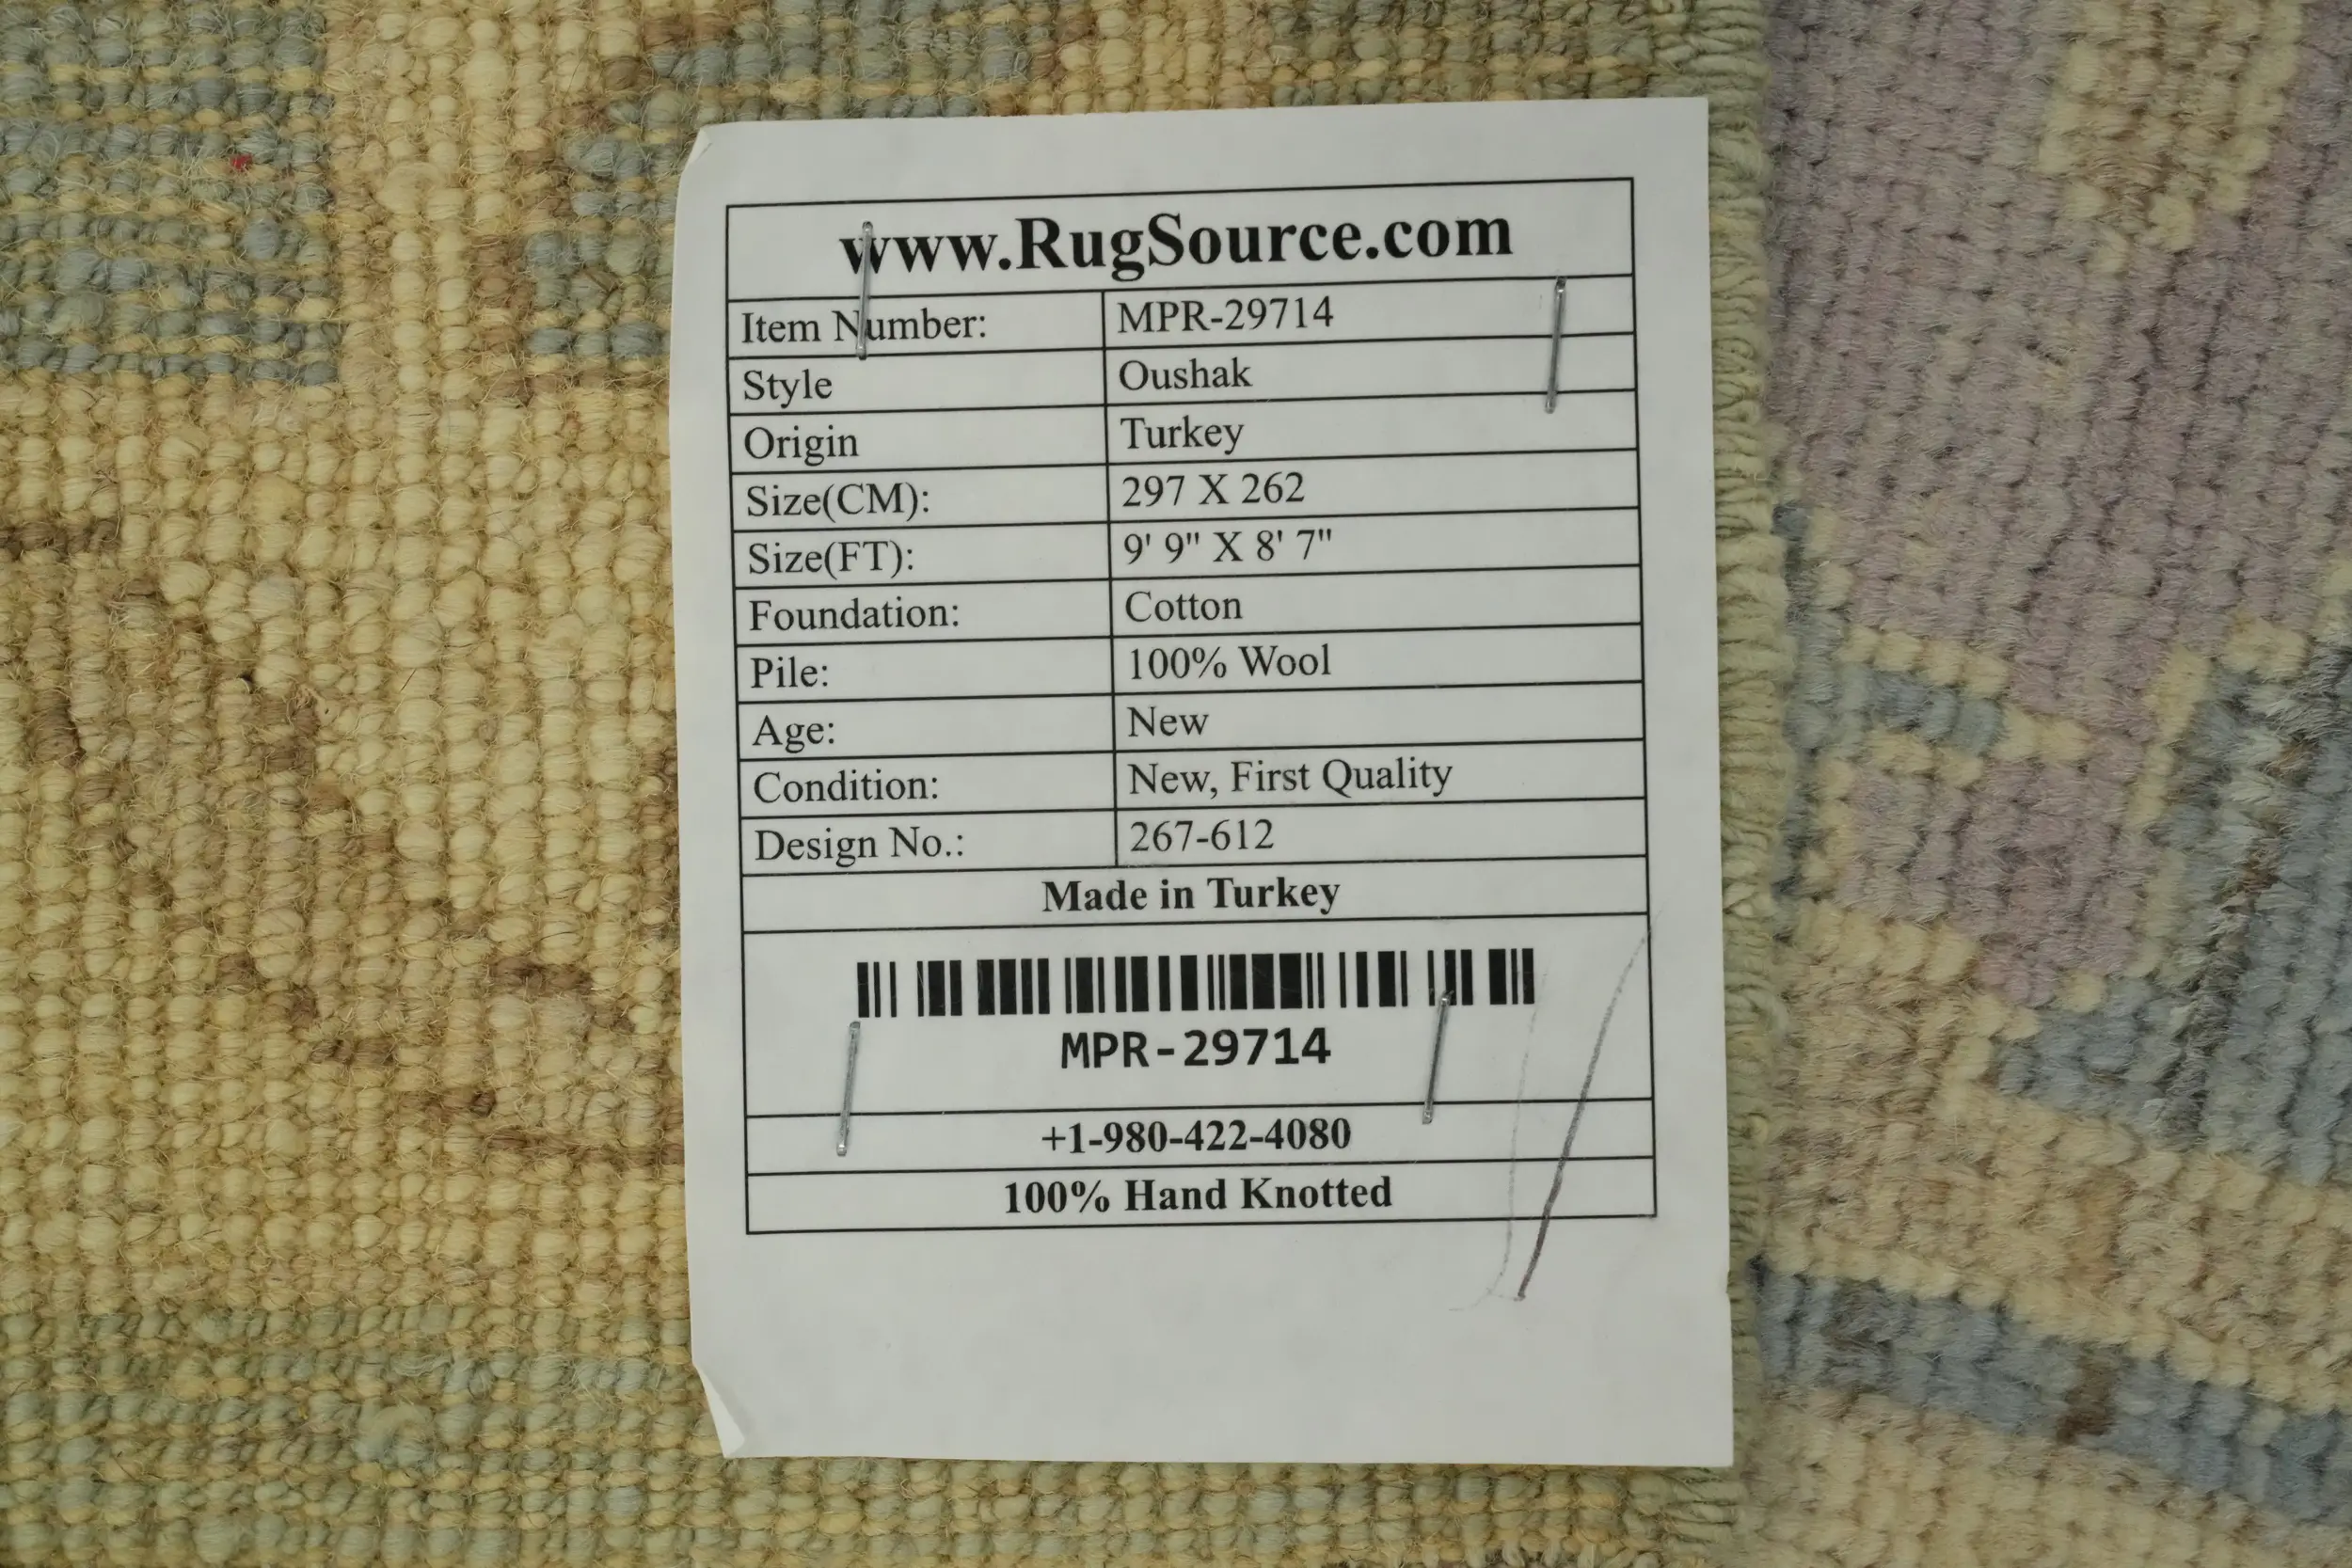 www.RugSource.com
Item Number: MPR-29714
Style Oushak
Origin Turkey
Size(CM): 297 X 262
Size(FT): 9' 9" X 8' 7"
Foundation: Cotton
Pile: 100% Wool
Age: New
Condition: New, First Quality
Design No.: 267-612
Made in Turkey
MPR-29714
+1-980-422-4080
100% Hand Knotted